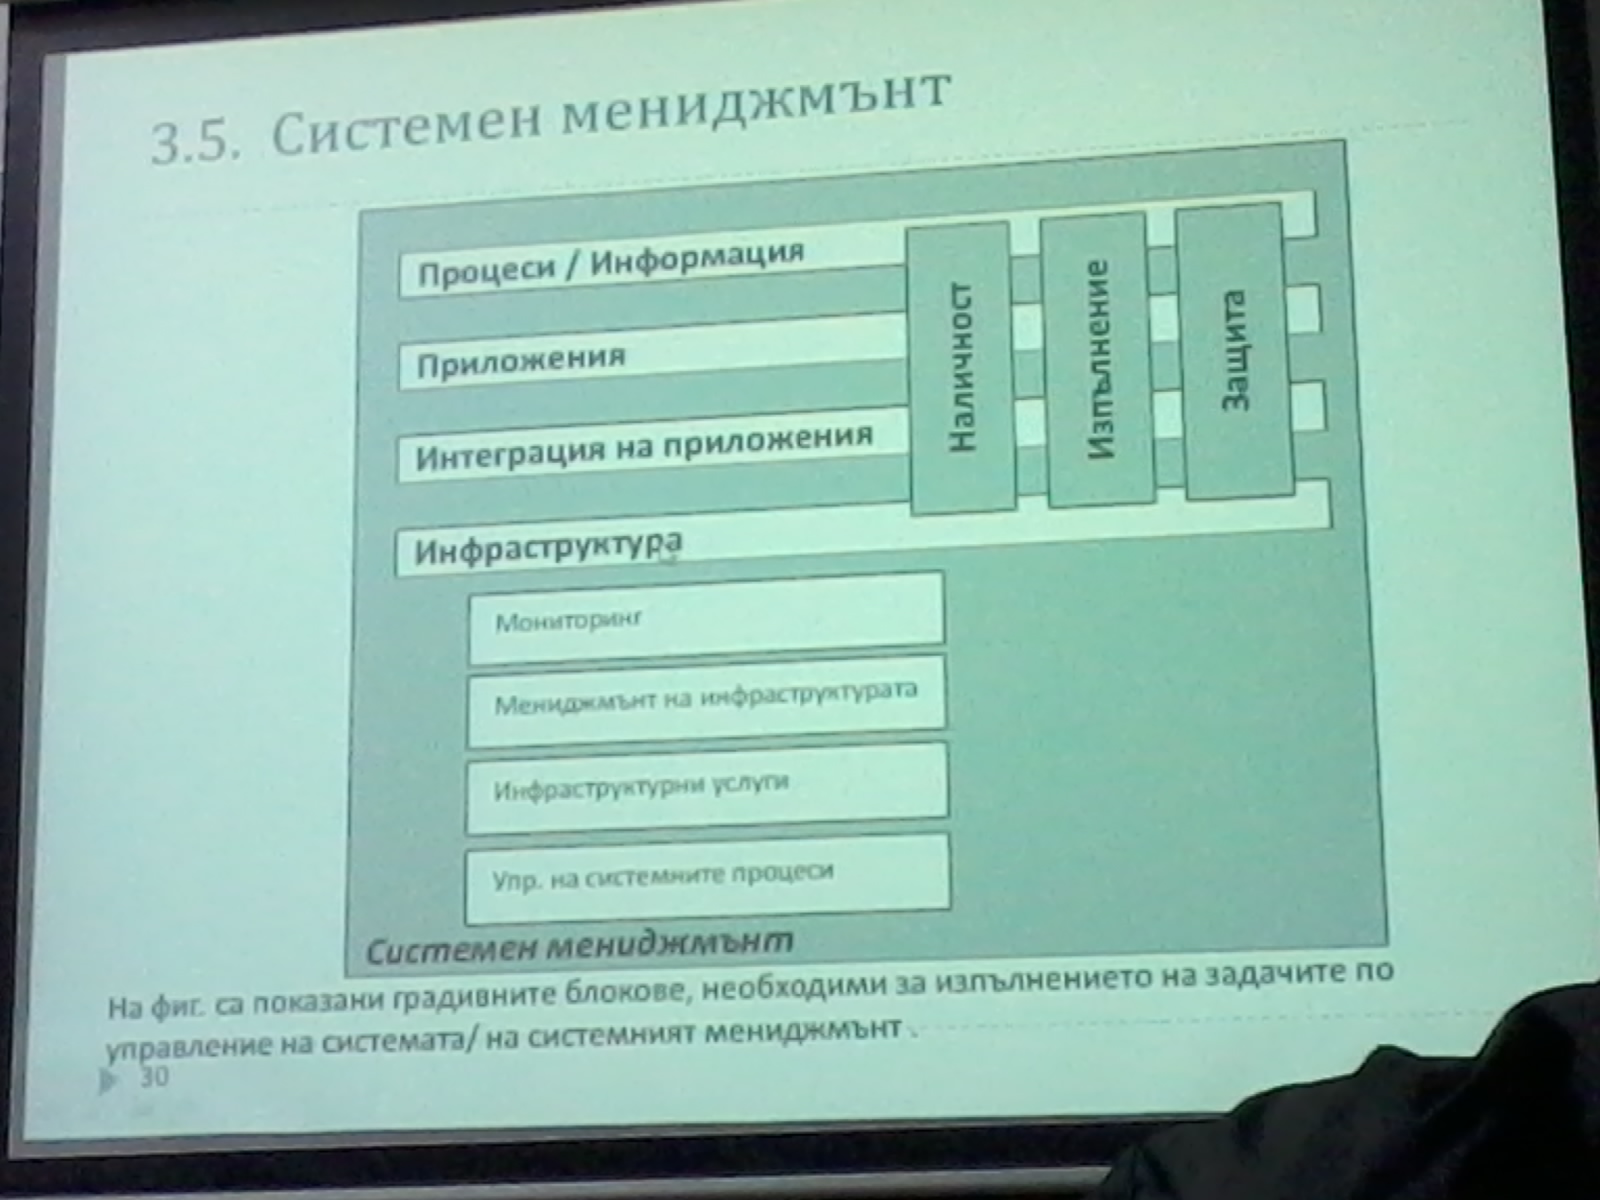 3.5. Системен мениджмънт
Процеси / Информация
Приложения
Интеграция на приложения
Инфраструктура
Наличност
Изпълнение
Защита
Мониторинг
Мениджмънт на инфраструктурата
Инфраструктурни услуги
Упр. на системните процеси
Системен мениджмънт
На фиг. са показани градивните блокове, необходими за изпълнението на задачите по
управление на системата/ на системният мениджмънт .
30